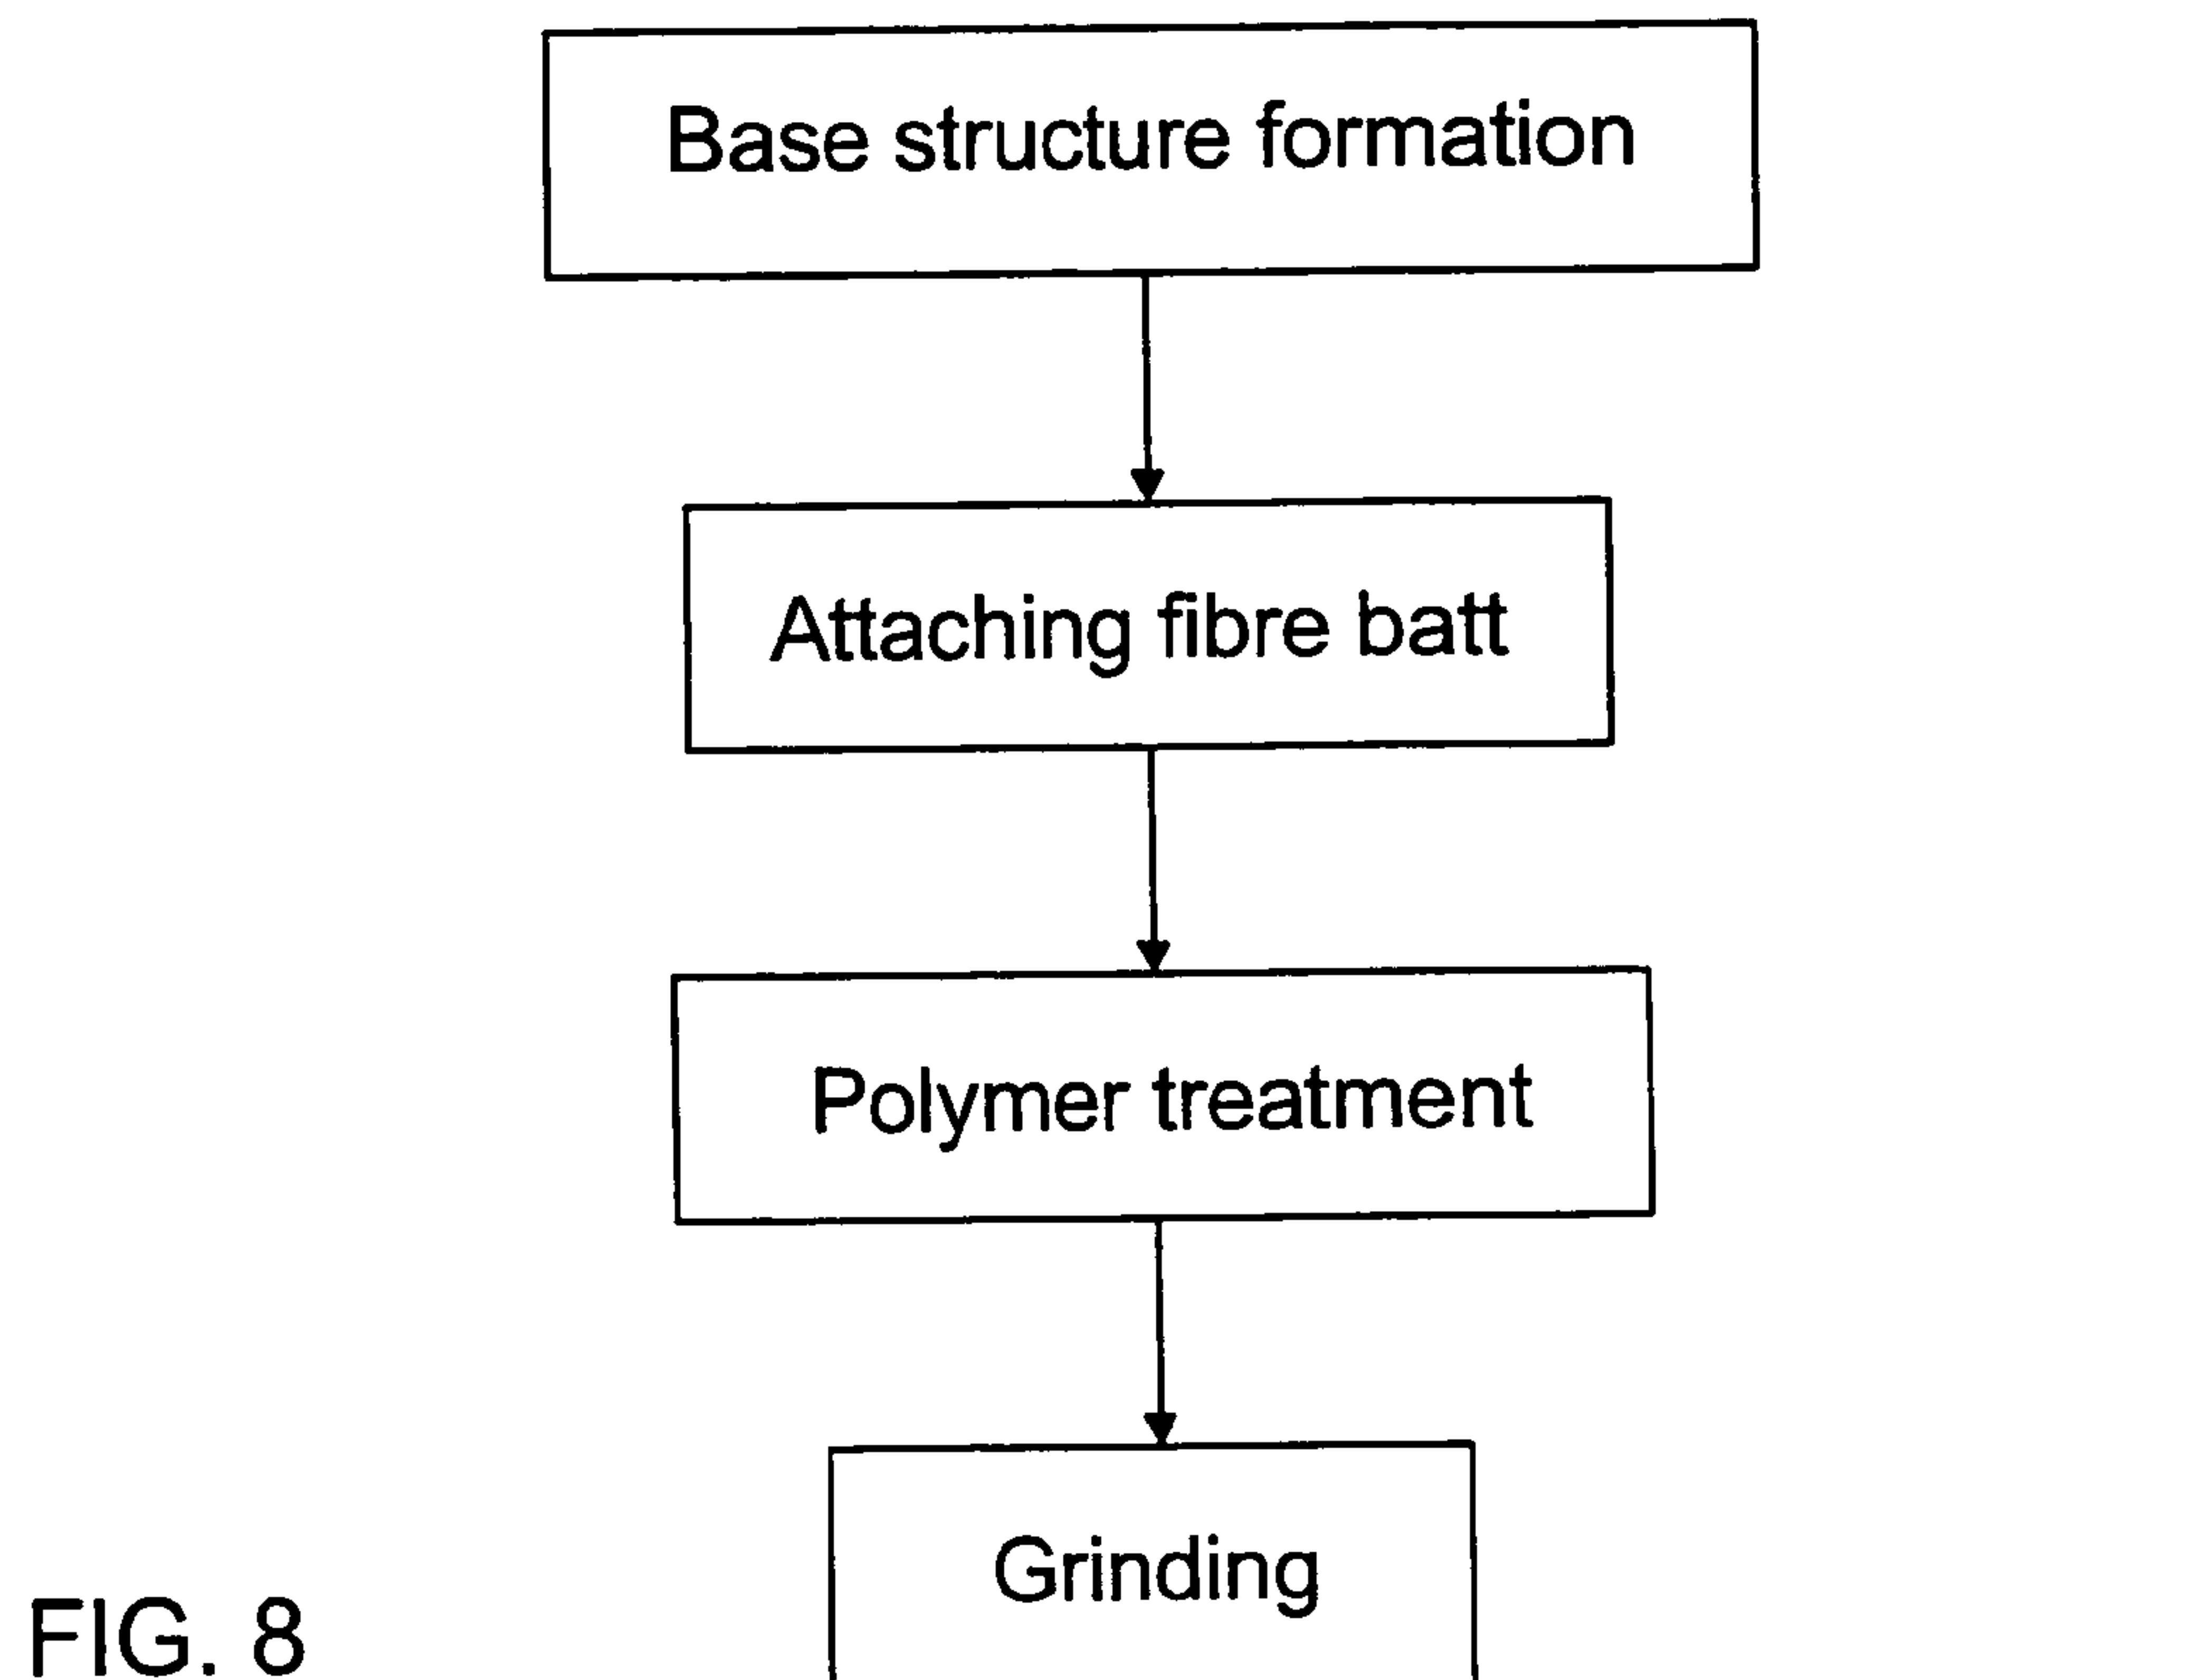 Base structure formation
Attaching fibre batt
Polymer treatment
Grinding
FIG. 8